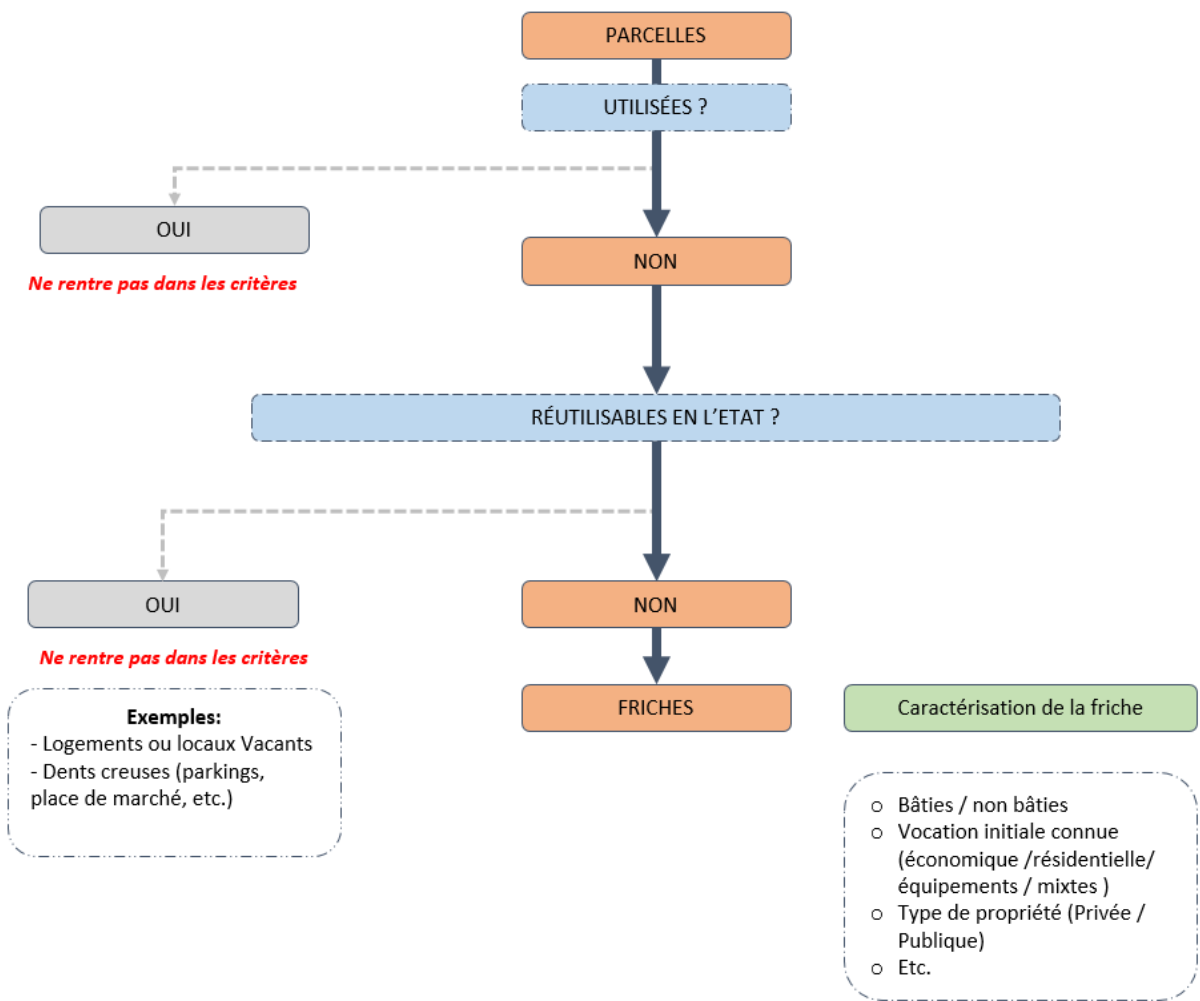 PARCELLES
UTILISÉES ?
OUI
Ne rentre pas dans les critères
NON
RÉUTILISABLES EN L'ETAT ?
OUI
Ne rentre pas dans les critères
NON
Exemples:
- Logements ou locaux Vacants
- Dents creuses (parkings,
place de marché, etc.)
FRICHES
Caractérisation de la friche
o Bâties / non bâties
o Vocation initiale connue
(économique /résidentielle/
équipements / mixtes )
o Type de propriété (Privée /
Publique)
o Etc.